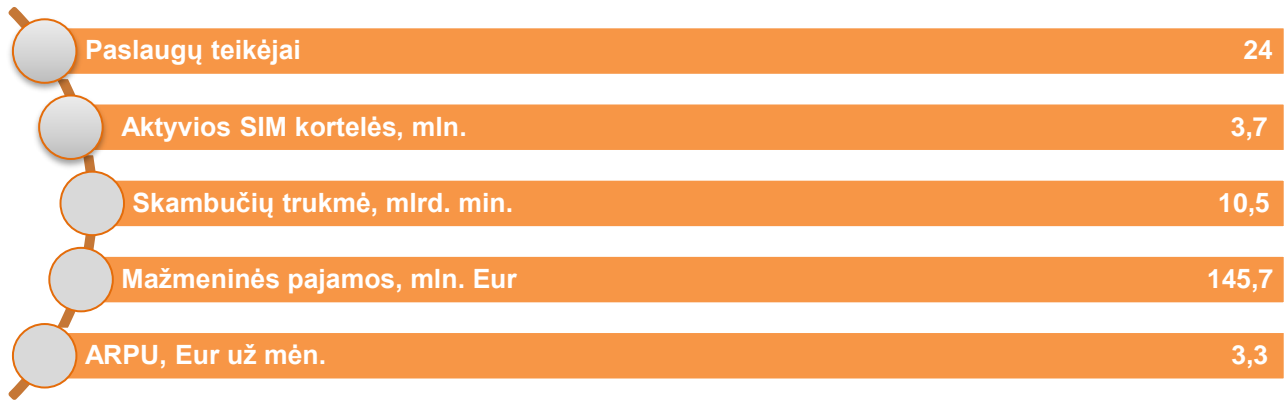 Paslaugų teikėjai 24
Aktyvios SIM kortelės, mln. 3,7
Skambučių trukmė, mlrd. min. 10,5
Mažmeninės pajamos, mln. Eur 145,7
ARPU, Eur už mėn. 3,3